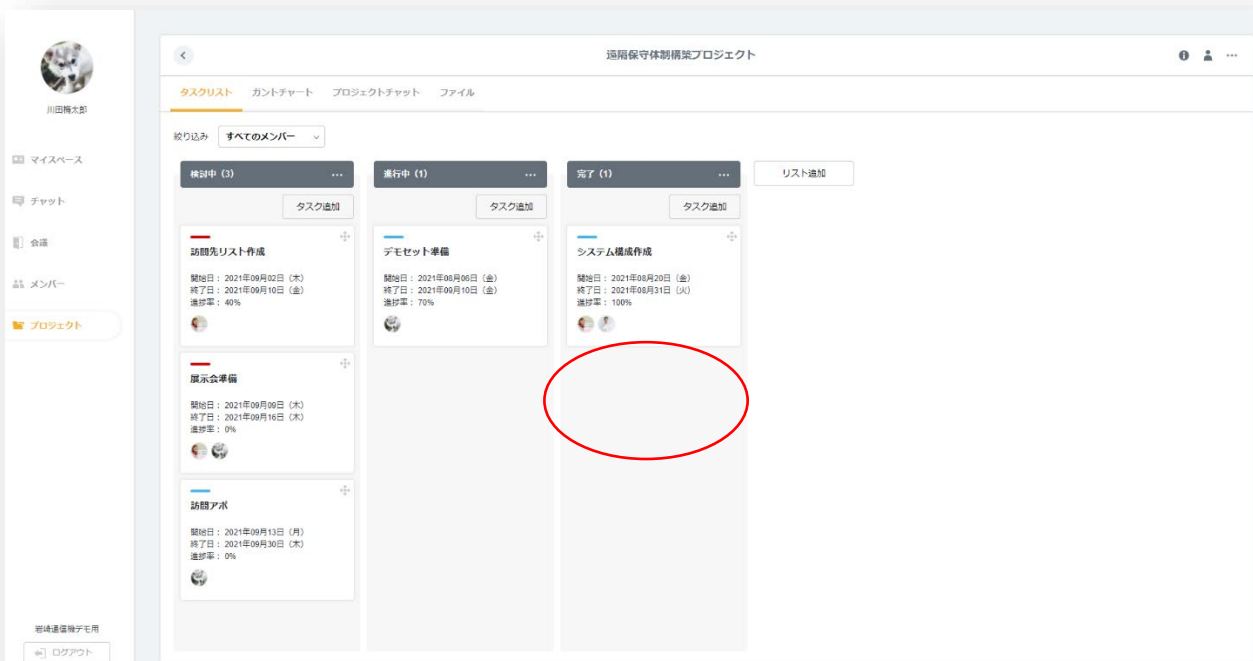 川田梅太郎
マイスペース
チャット
会議
メンバー
プロジェクト
岩崎通信機デモ用
ログアウト
遠隔保守体制構築プロジェクト
タスクリスト ガントチャート プロジェクトチャット ファイル
絞り込み すべてのメンバー
検討中 (3)
タスク追加
訪問先リスト作成
開始日： 2021年09月02日（木）
終了日： 2021年09月10日（金）
進捗率： 40%
展示会準備
開始日： 2021年09月09日（木）
終了日： 2021年09月16日（木）
進捗率： 0%
訪問アポ
開始日： 2021年09月13日（月）
終了日： 2021年09月30日（木）
進捗率： 0%
進行中 (1)
タスク追加
デモセット準備
開始日： 2021年08月06日（金）
終了日： 2021年09月10日（金）
進捗率： 70%
完了 (1)
タスク追加
システム構成作成
開始日： 2021年08月20日（金）
終了日： 2021年08月31日（火）
進捗率： 100%
リスト追加